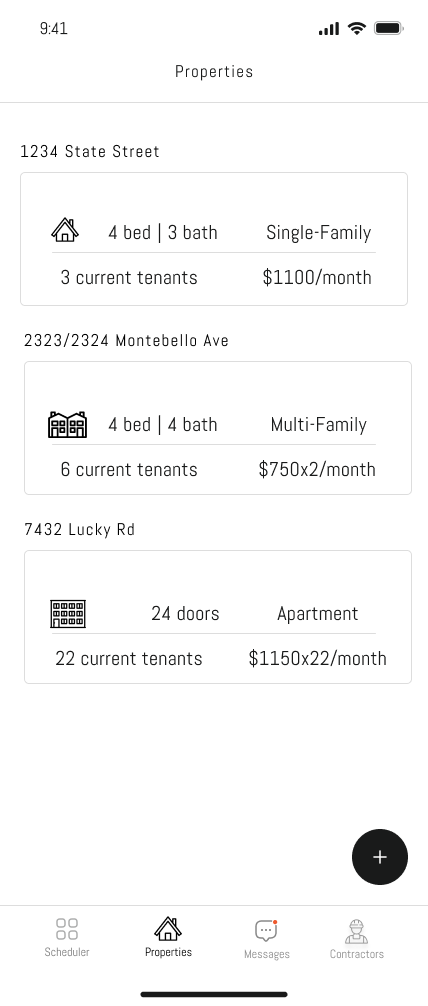 9:41
Properties
1234 State Street
4 bed | 3 bath Single-Family
3 current tenants $1100/month
2323/2324 Montebello Ave
4 bed | 4 bath Multi-Family
6 current tenants $750x2/month
7432 Lucky Rd
24 doors Apartment
22 current tenants $1150x22/month
+
Scheduler Properties Messages Contractors